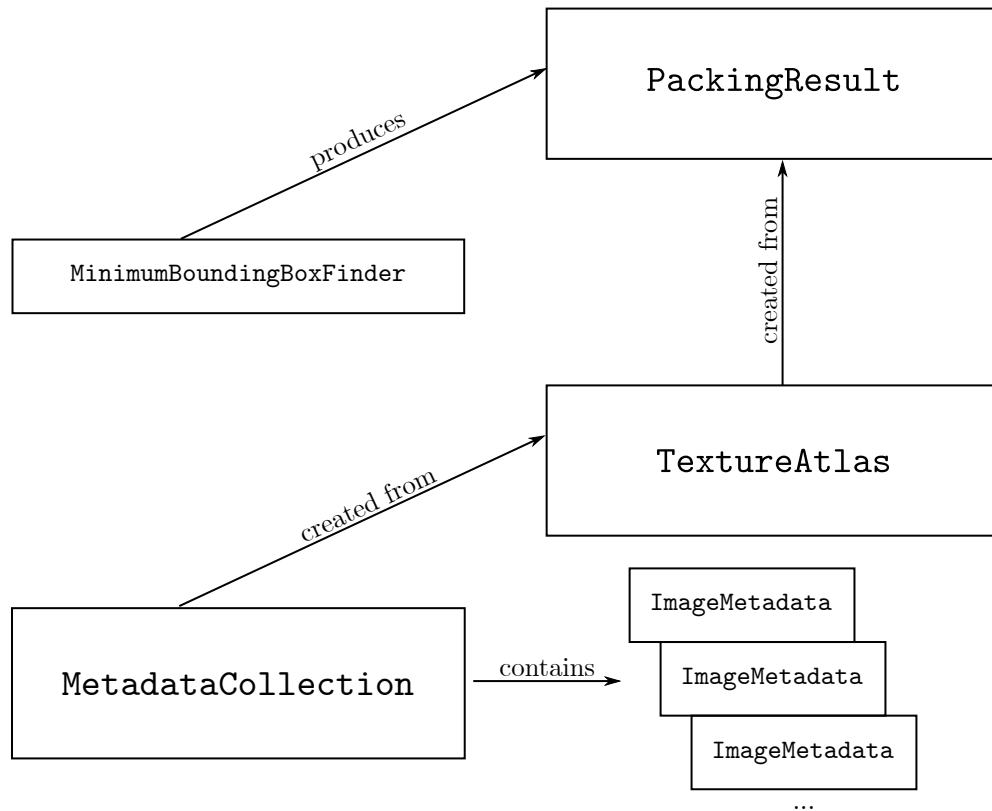 PackingResult
produces
MinimumBoundingBoxFinder
created from
TextureAtlas
created from
ImageMetadata
MetadataCollection
contains
ImageMetadata
ImageMetadata
...